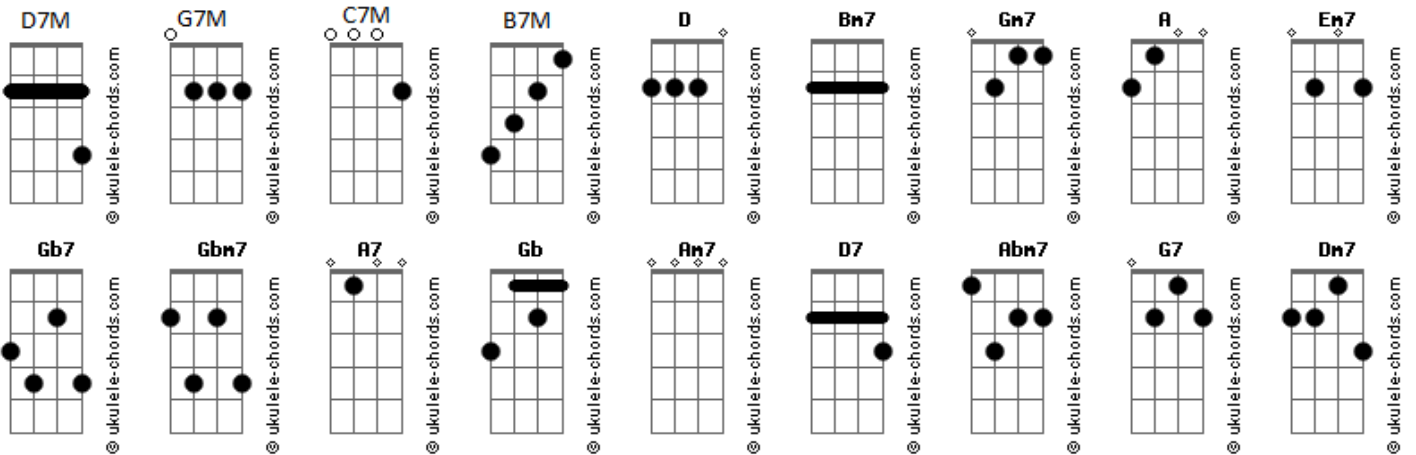 D7M G7M C7M B7M D Bm7 Gm7 A Em7
© ukulele-chords.com © ukulele-chords.com © ukulele-chords.com © ukulele-chords.com © ukulele-chords.com © ukulele-chords.com © ukulele-chords.com © ukulele-chords.com © ukulele-chords.com
Gb7 Gbm7 A7 Gb Am7 D7 Abm7 G7 Dm7
© ukulele-chords.com © ukulele-chords.com © ukulele-chords.com © ukulele-chords.com © ukulele-chords.com © ukulele-chords.com © ukulele-chords.com © ukulele-chords.com © ukulele-chords.com